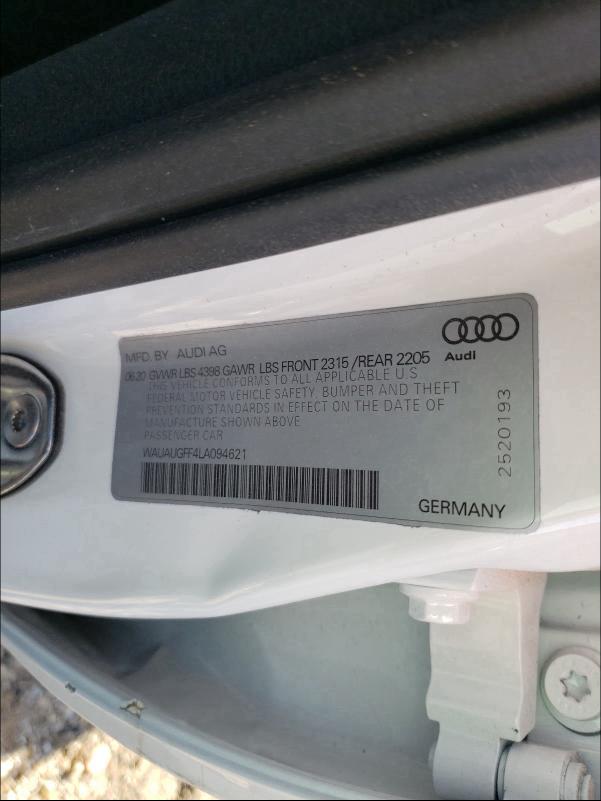 MFD. BY AUDI AG
06.20 GVWR LBS 4398 GAWR LBS FRONT 2315 /REAR 2205
Audi
THIS VEHICLE CONFORMS TO ALL APPLICABLE U S
FEDERAL MOTOR VEHICLE SAFETY, BUMPER AND THEFT
PREVENTION STANDARDS IN EFFECT ON THE DATE OF
MANUFACTURE SHOWN ABOVE
PASSENGER CAR
WAUAUGFF4LA094621
2520193
GERMANY